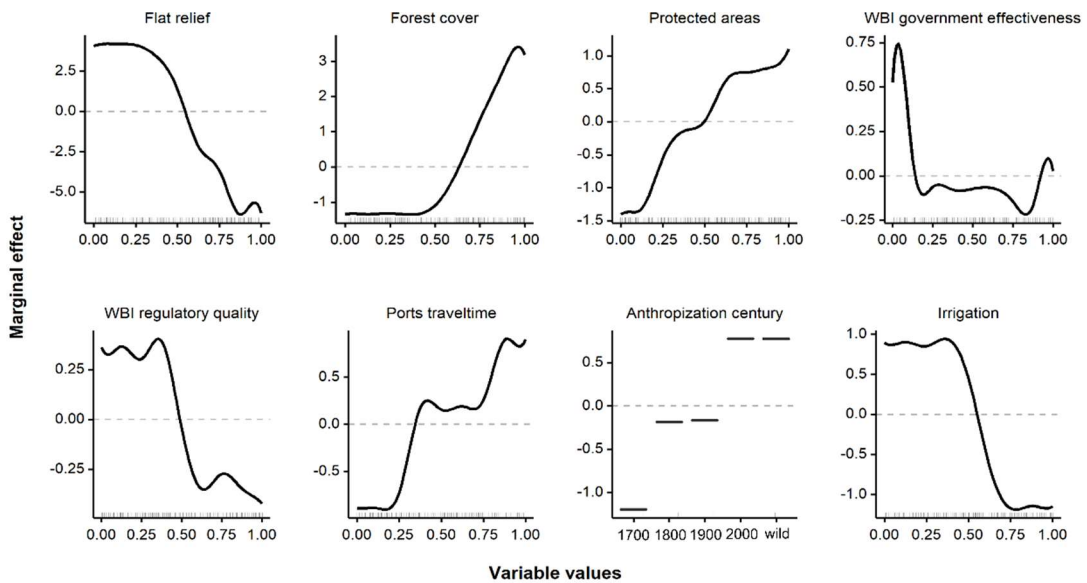 Flat relief
Forest cover
Protected areas
WBI government effectiveness
2.5
0.0
-2.5
-5.0
0.00 0.25 0.50 0.75 1.00
3
2
1
0
-1
0.00 0.25 0.50 0.75 1.00
1.0
0.5
0.0
-0.5
-1.0
-1.5
0.00 0.25 0.50 0.75 1.00
0.75
0.50
0.25
0.00
-0.25
0.00 0.25 0.50 0.75 1.00
Marginal effect
WBI regulatory quality
Ports traveltime
Anthropization century
Irrigation
0.25
0.00
-0.25
0.00 0.25 0.50 0.75 1.00
0.5
0.0
-0.5
0.00 0.25 0.50 0.75 1.00
0.5
0.0
-0.5
-1.0
1700 1800 1900 2000 wild
1.0
0.5
0.0
-0.5
-1.0
0.00 0.25 0.50 0.75 1.00
Variable values